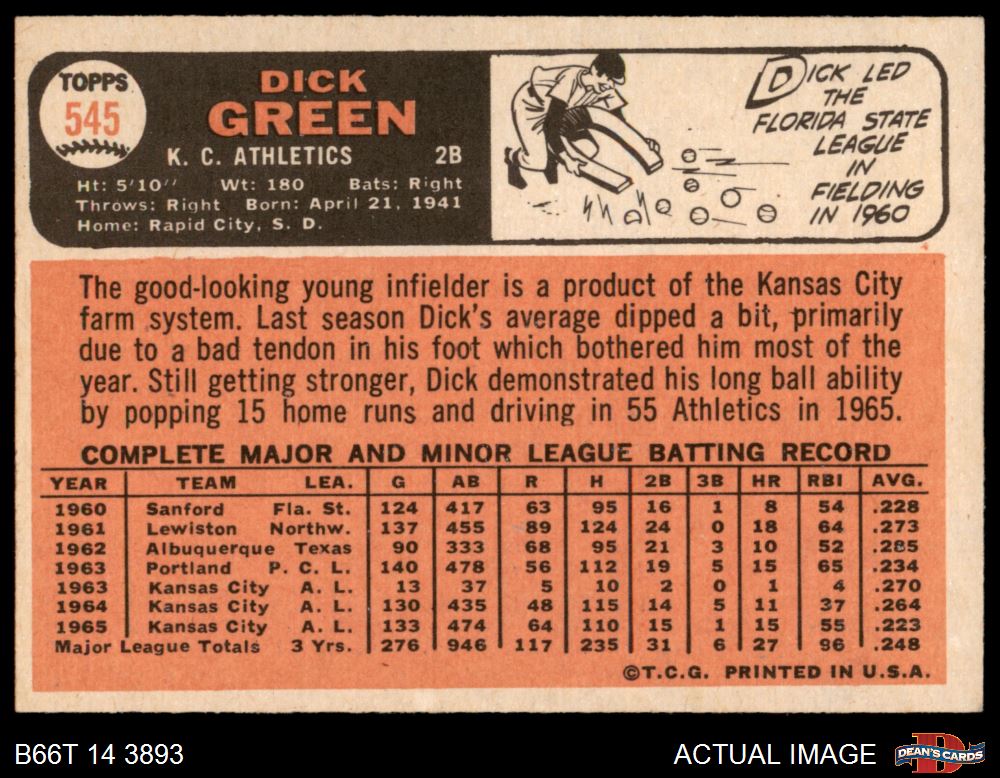 TOPPS
545
DICK
GREEN
K. C. ATHLETICS 2B
Ht: 5'10" Wt: 180 Bats: Right
Throws: Right Born: April 21, 1941
Home: Rapid City, S. D.
DICK LED
THE
FLORIDA STATE
LEAGUE
IN
FIELDING
IN 1960
The good-looking young infielder is a product of the Kansas City
farm system. Last season Dick's average dipped a bit, primarily
due to a bad tendon in his foot which bothered him most of the
year. Still getting stronger, Dick demonstrated his long ball ability
by popping 15 home runs and driving in 55 Athletics in 1965.
COMPLETE MAJOR AND MINOR LEAGUE BATTING RECORD
YEAR TEAM LEA. G AB R H 2B 3B HR RBI AVG.
1960 Sanford Fla. St. 124 417 63 95 16 1 8 54 .228
1961 Lewiston Northw. 137 455 89 124 24 0 18 64 .273
1962 Albuquerque Texas 90 333 68 95 21 3 10 52 .285
1963 Portland P. C. L. 140 478 56 112 19 5 15 65 .234
1963 Kansas City A. L. 13 37 5 10 2 0 1 4 .270
1964 Kansas City A. L. 130 435 48 115 14 5 11 37 .264
1965 Kansas City A. L. 133 474 64 110 15 1 15 55 .223
Major League Totals 3 Yrs. 276 946 117 235 31 6 27 96 .248
©T.C.G. PRINTED IN U.S.A.
B66T 14 3893 ACTUAL IMAGE DEAN'S CARDS